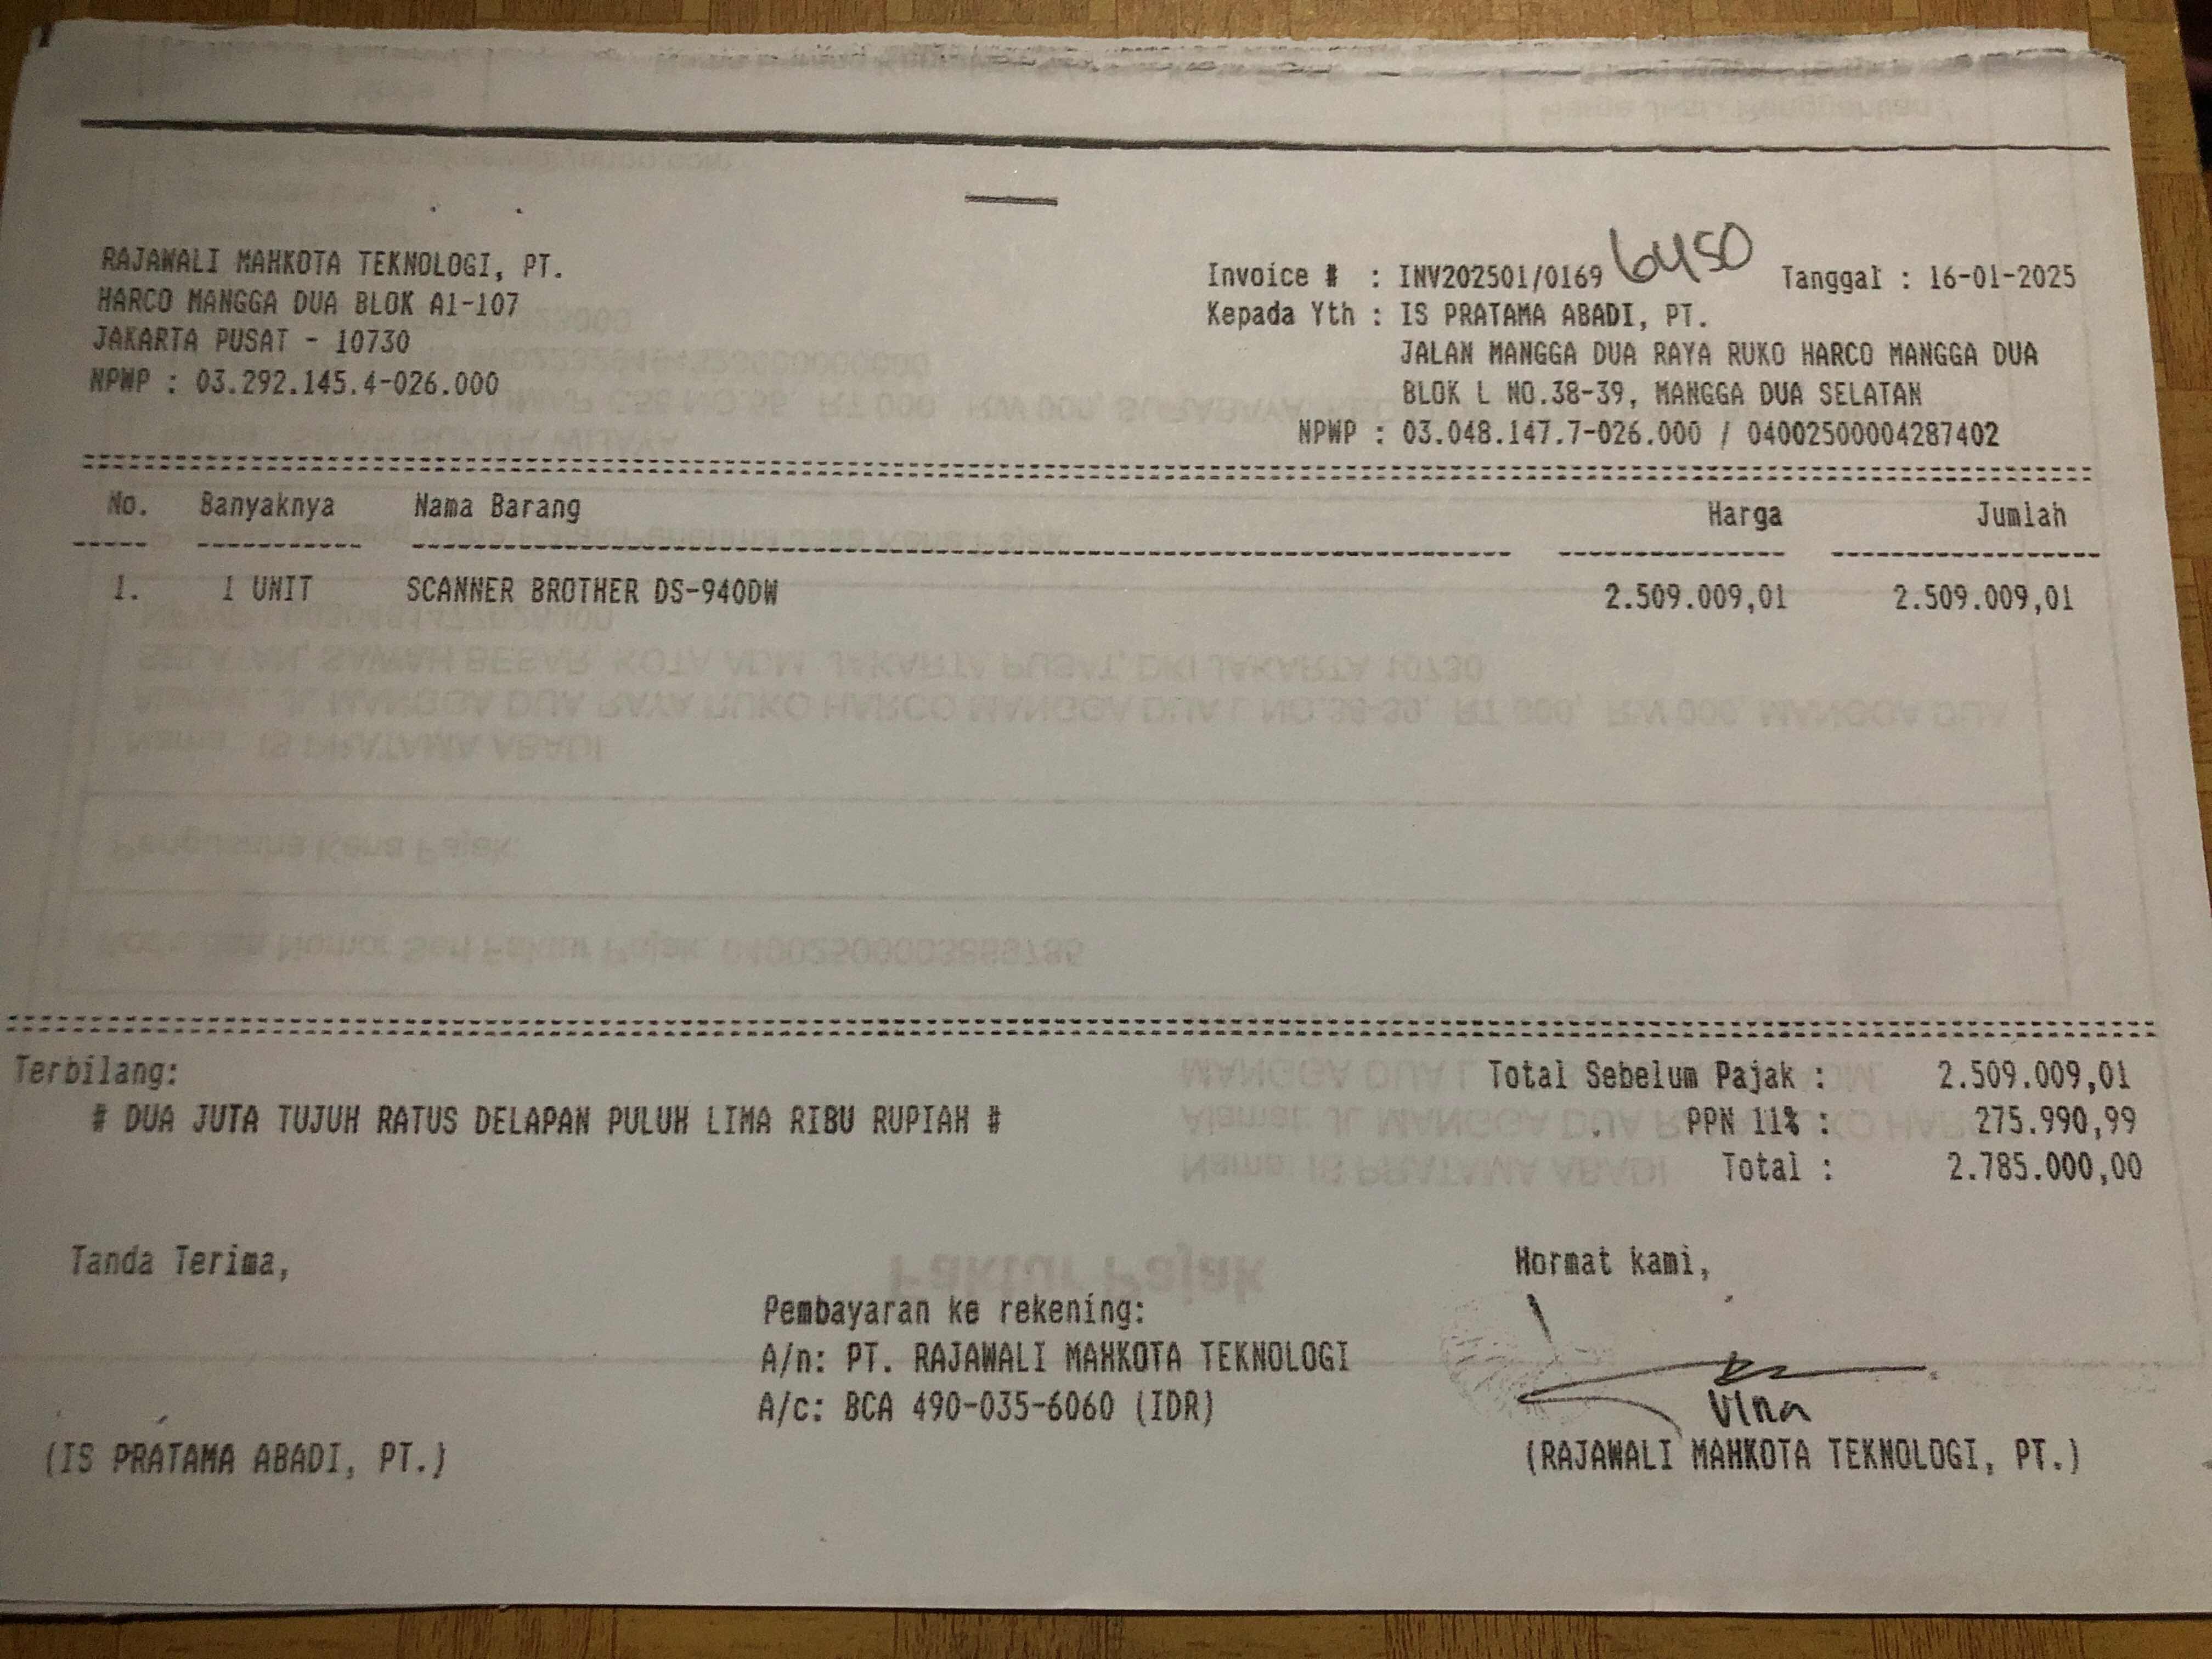 RAJAWALI MAHKOTA TEKNOLOGI, PT.
HARCO MANGGA DUA BLOK A1-107
JAKARTA PUSAT - 10730
NPWP : 03.292.145.4-026.000
6450
Invoice # : INV202501/0169 Tanggal : 16-01-2025
Kepada Yth : IS PRATAMA ABADI, PT.
JALAN MANGGA DUA RAYA RUKO HARCO MANGGA DUA
BLOK L NO.38-39, MANGGA DUA SELATAN
NPWP : 03.048.147.7-026.000 / 04002500004287402
No. Banyaknya Nama Barang Harga Jumlah
1. 1 UNIT SCANNER BROTHER DS-940DW 2.509.009,01 2.509.009,01
Terbilang:
# DUA JUTA TUJUH RATUS DELAPAN PULUH LIMA RIBU RUPIAH #
Total Sebelum Pajak : 2.509.009,01
PPN 11% : 275.990,99
Total : 2.785.000,00
Tanda Terima,
(IS PRATAMA ABADI, PT.)
Pembayaran ke rekening:
A/n: PT. RAJAWALI MAHKOTA TEKNOLOGI
A/c: BCA 490-035-6060 (IDR)
Hormat kami,
Vina
(RAJAWALI MAHKOTA TEKNOLOGI, PT.)